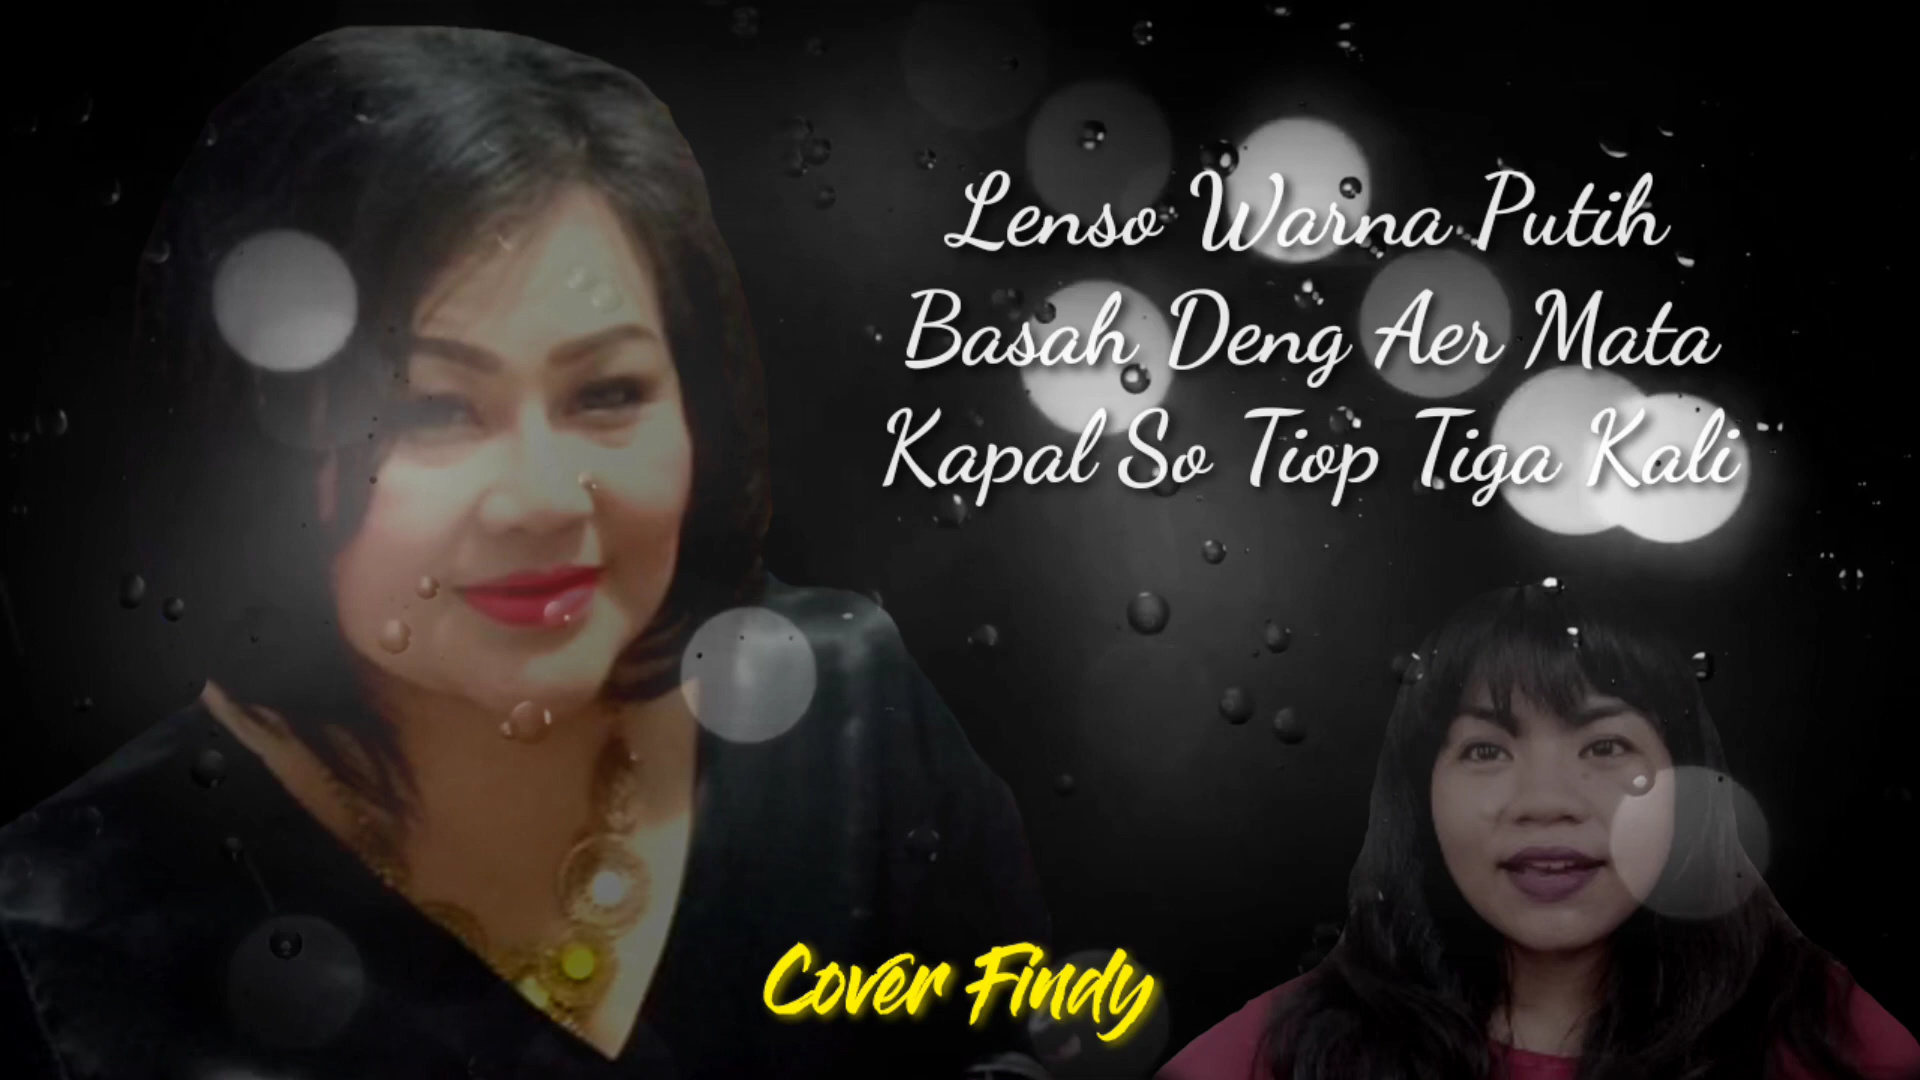 Lenso Warna Putih
Basah Deng Aer Mata
Kapal So Tiop Tiga Kali
Cover Findy